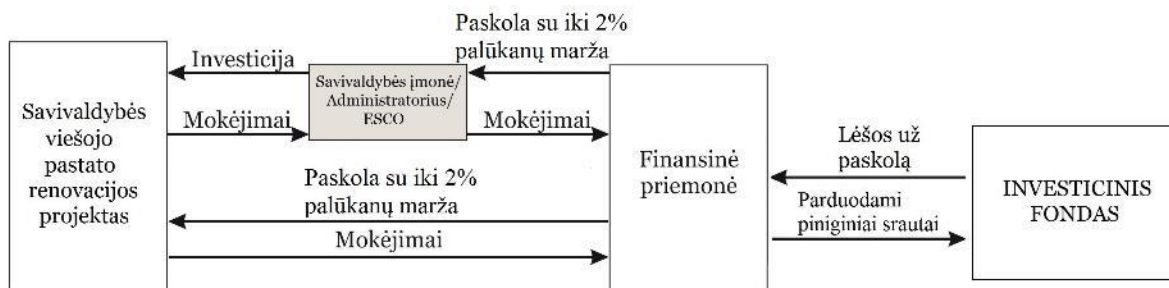 Savivaldybės
viešojo
pastato
renovacijos
projektas
Investicija
Mokėjimai
Savivaldybės įmonė/
Administratorius/
ESCO
Paskola su iki 2%
palūkanų marža
Mokėjimai
Paskola su iki 2%
palūkanų marža
Mokėjimai
Finansinė
priemonė
Lėšos už
paskolą
Parduodami
piniginiai srautai
INVESTICINIS
FONDAS